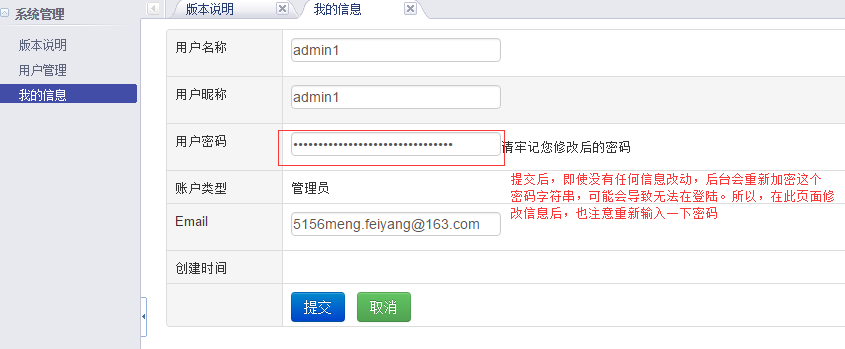 系统管理
版本说明
用户管理
我的信息
版本说明
我的信息
用户名称
admin1
用户昵称
admin1
用户密码
••••••••••••••••••••••••••••••••
请牢记您修改后的密码
账户类型
管理员
提交后，即使没有任何信息改动，后台会重新加密这个
密码字符串，可能会导致无法在登陆。所以，在此页面修
改信息后，也注意重新输入一下密码
Email
5156meng.feiyang@163.com
创建时间
提交
取消